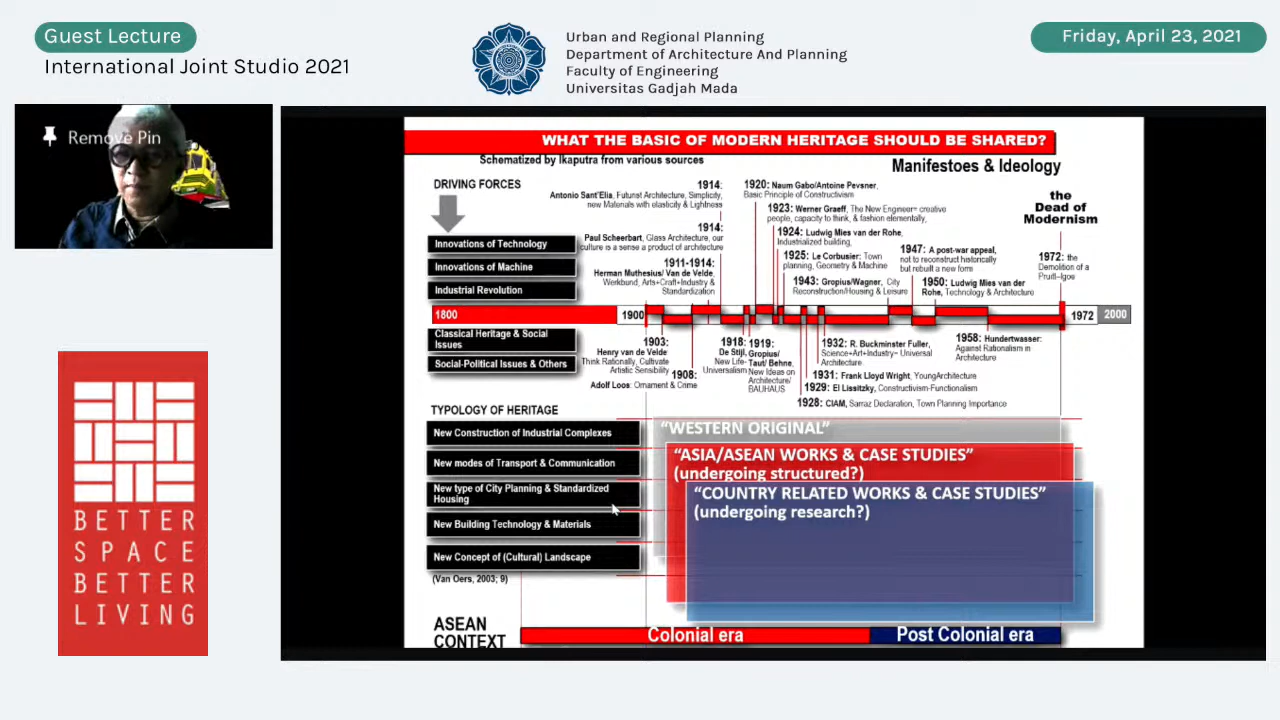 Guest Lecture
International Joint Studio 2021
Urban and Regional Planning
Department of Architecture And Planning
Faculty of Engineering
Universitas Gadjah Mada
Friday, April 23, 2021
Remove Pin
BETTER
SPACE
BETTER
LIVING
WHAT THE BASIC OF MODERN HERITAGE SHOULD BE SHARED?
Schematized by Ikaputra from various sources
Manifestoes & Ideology
DRIVING FORCES
Innovations of Technology
Innovations of Machine
Industrial Revolution
1914:
Antonio Sant'Elia, Futurist Architecture, Simplicity,
new Materials with elasticity & Lightness
1914:
Paul Scheerbart, Glass Architecture, our
culture is a sense a product of architecture
1911-1914:
Herman Muthesius/ Van de Velde,
Werkbund, Arts+Craft+Industry &
Standardization
1920: Naum Gabo/Antoine Pevsner,
Basic Principle of Constructivism
1923: Werner Graeff, The New Engineer= creative
people, capacity to think, & fashion elementally,
1924: Ludwig Mies van der Rohe,
Industrialized building,
1925: Le Corbusier: Town
planning, Geometry & Machine
1943: Gropius/Wagner, City
Reconstruction/Housing & Leisure
1947: A post-war appeal,
not to reconstruct historically
but rebuilt a new form
1950: Ludwig Mies van der
Rohe, Technology & Architecture
the
Dead of
Modernism
1972: the
Demolition of a
Pruitt-Igoe
1800
1900
1972
2000
Classical Heritage & Social
Issues
Social-Political Issues & Others
1903:
Henry van de Velde
Think Rationally, Cultivate
Artistic Sensibility
1908:
Adolf Loos: Ornament & Crime
1918:
De Stijl,
New Life-
Universalism
1919:
Gropius/
Taut/ Behne,
New Ideas on
Architecture/
BAUHAUS
1932: R. Buckminster Fuller,
Science+Art+Industry= Universal
Architecture
1931: Frank Lloyd Wright, YoungArchitecture
1929: El Lissitzky, Constructivism-Functionalism
1928: CIAM, Sarraz Declaration, Town Planning Importance
1958: Hundertwasser:
Against Rationalism in
Architecture
TYPOLOGY OF HERITAGE
New Construction of Industrial Complexes
New modes of Transport & Communication
New type of City Planning & Standardized
Housing
New Building Technology & Materials
New Concept of (Cultural) Landscape
(Van Oers, 2003; 9)
"WESTERN ORIGINAL"
"ASIA/ASEAN WORKS & CASE STUDIES"
(undergoing structured?)
"COUNTRY RELATED WORKS & CASE STUDIES"
(undergoing research?)
ASEAN
CONTEXT
Colonial era
Post Colonial era